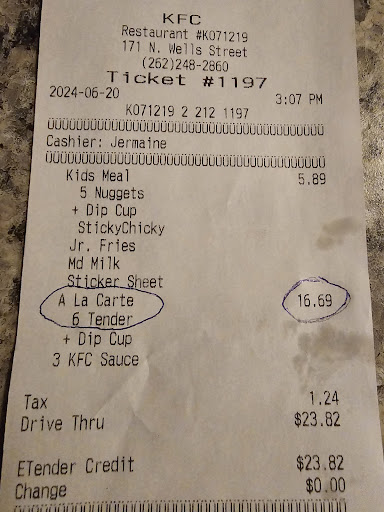 KFC
Restaurant #K071219
171 N. Wells Street
(262)248-2860
Ticket #1197
2024-06-20 3:07 PM
K071219 2 212 1197
Cashier: Jermaine
Kids Meal 5.89
5 Nuggets
+ Dip Cup
StickyChicky
Jr. Fries
Md Milk
Sticker Sheet
A La Carte 16.69
6 Tender
+ Dip Cup
3 KFC Sauce
Tax 1.24
Drive Thru $23.82
ETender Credit $23.82
Change $0.00